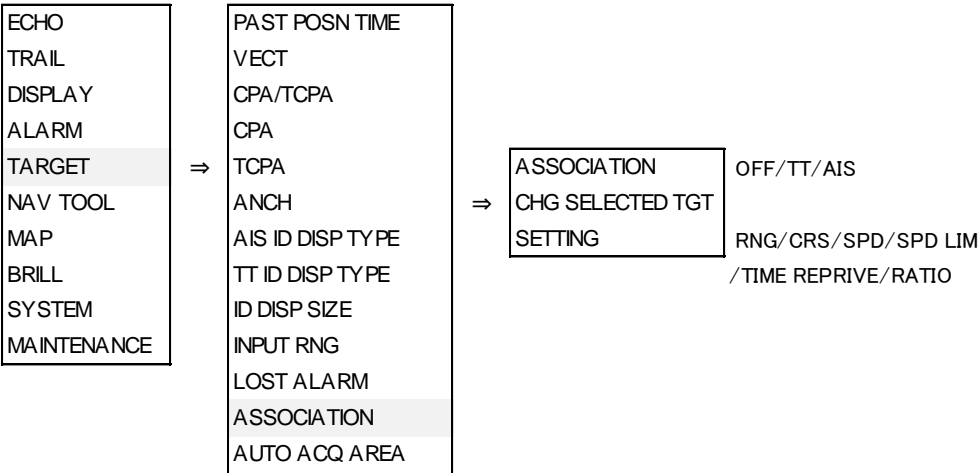 ECHO
TRAIL
DISPLAY
ALARM
TARGET
NAV TOOL
MAP
BRILL
SYSTEM
MAINTENANCE
⇒
PAST POSN TIME
VECT
CPA/TCPA
CPA
TCPA
ANCH
AIS ID DISP TYPE
TT ID DISP TYPE
ID DISP SIZE
INPUT RNG
LOST ALARM
ASSOCIATION
AUTO ACQ AREA
⇒
ASSOCIATION
CHG SELECTED TGT
SETTING
OFF/TT/AIS
RNG/CRS/SPD/SPD LIM
/TIME REPRIVE/RATIO